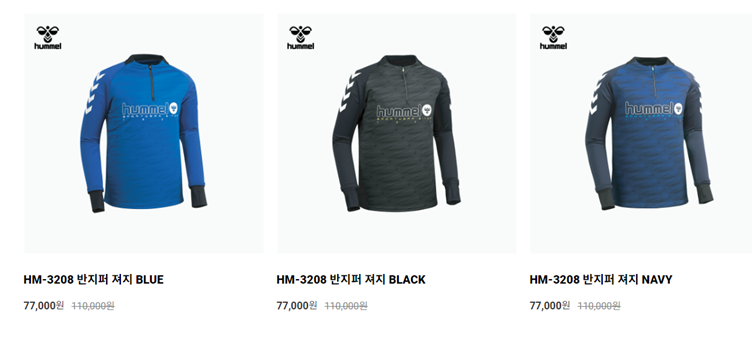 hummel
hummel
hummel
hummel
hummel
hummel
HM-3208 반지퍼 져지 BLUE
HM-3208 반지퍼 져지 BLACK
HM-3208 반지퍼 져지 NAVY
77,000원 110,000원
77,000원 110,000원
77,000원 110,000원